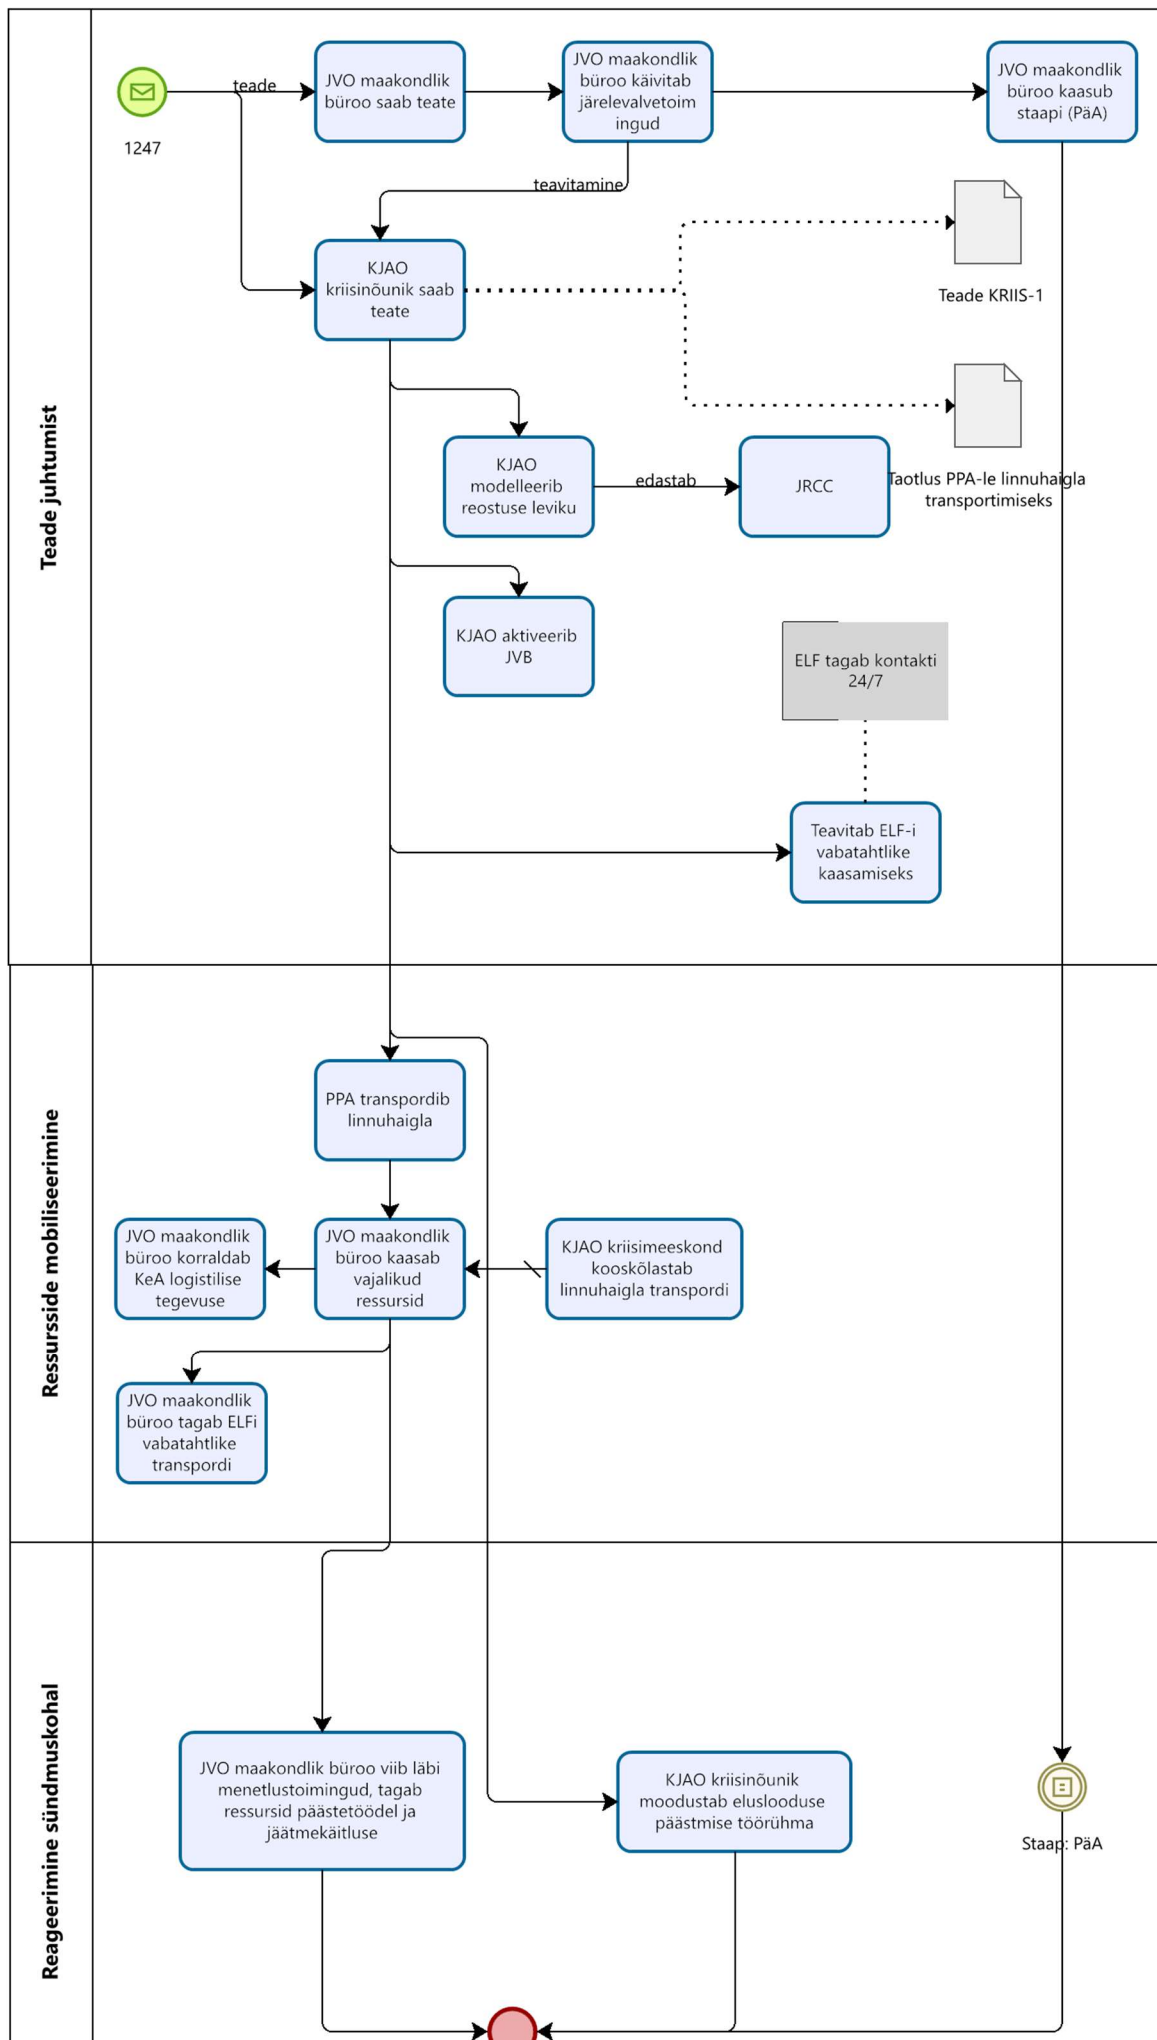 Teade juhtumist
1247
teade
JVO maakondlik
büroo saab teate
JVO maakondlik
büroo käivitab
järelevalvetoim
ingud
JVO maakondlik
büroo kaasub
staapi (PäA)
teavitamine
KJAO
kriisinõunik saab
teate
Teade KRIIS-1
KJAO
modelleerib
reostuse leviku
edastab
JRCC
Taotlus PPA-le linnuhaigla
transportimiseks
KJAO aktiveerib
JVB
ELF tagab kontakti
24/7
Teavitab ELF-i
vabatahtlike
kaasamiseks
Ressursside mobiliseerimine
PPA transpordib
linnuhaigla
JVO maakondlik
büroo korraldab
KeA logistilise
tegevuse
JVO maakondlik
büroo kaasab
vajalikud
ressursid
KJAO kriisimeeskond
kooskõlastab
linnuhaigla transpordi
JVO maakondlik
büroo tagab ELFi
vabatahtlike
transpordi
Reageerimine sündmuskohal
JVO maakondlik büroo viib läbi
menetlustoimingud, tagab
ressursid päästetöödel ja
jäätmekäitluse
KJAO kriisinõunik
moodustab eluslooduse
päästmise töörühma
Staap: PäA